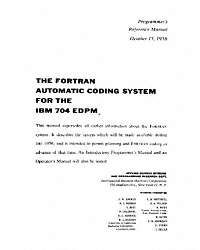 Programmer's
Reference Manual
October 15, 1956
THE FORTRAN
AUTOMATIC CODING SYSTEM
FOR THE
IBM 704 EDPM
This manual supersedes all earlier information about the FORTRAN
system. It describes the system which will be made available during
late 1956, and is intended to permit planning and FORTRAN coding in
advance of that time. An Introductory Programmer's Manual and an
Operator's Manual will also be issued.
APPLIED SCIENCE DIVISION
AND PROGRAMMING RESEARCH DEPT.
International Business Machines Corporation
590 Madison Ave., New York 22, N. Y.
WORKING COMMITTEE
J. W. BACKUS
R. J. BEEBER
S. BEST
R. GOLDBERG
H. L. HERRICK
R. A. HUGHES
L. B. MITCHELL
R. A. NELSON
R. NUTT
D. SAYRE
P. B. SHERIDAN
H. STERN
I. ZILLER